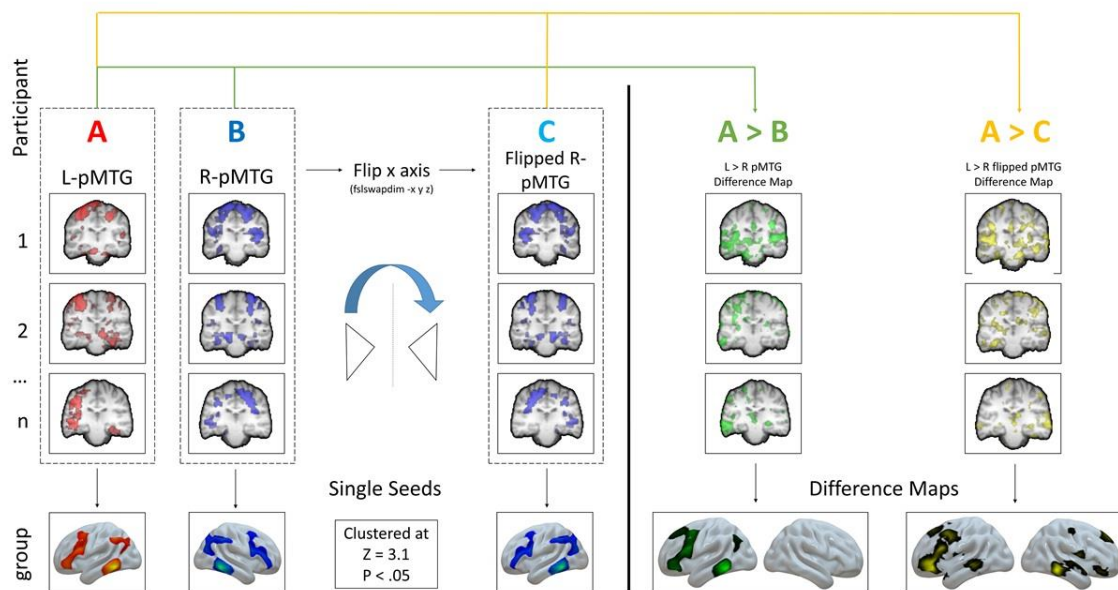 Participant
A
L-pMTG
B
R-pMTG
Flip x axis
(fslswapdim -x y z)
C
Flipped R-
pMTG
A > B
L > R pMTG
Difference Map
A > C
L > R flipped pMTG
Difference Map
1
2
...
n
Single Seeds
Difference Maps
group
Clustered at
Z = 3.1
P < .05